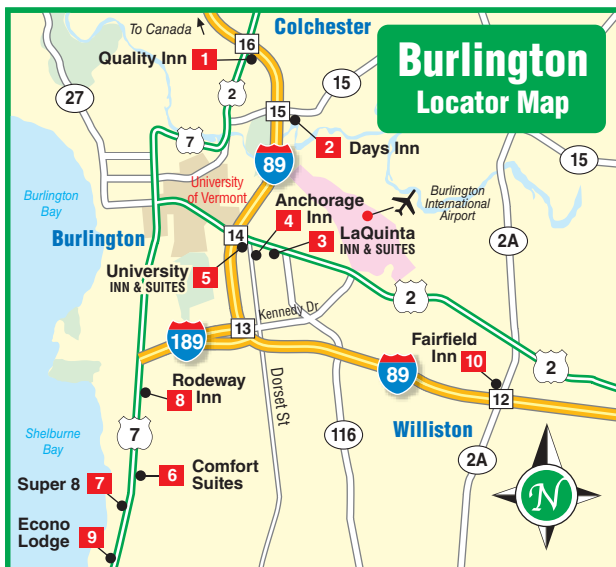 To Canada
Colchester
Burlington
Locator Map
16
Quality Inn 1
15
27
2
15
7
2 Days Inn
89
15
University
of Vermont
Anchorage
Inn
4
Burlington
International
Airport
Burlington
Bay
3 LaQuinta
INN & SUITES
14
2A
Burlington
University
INN & SUITES
5
2
Kennedy Dr
13
189
Fairfield
Inn
10
2
89
Rodeway
Inn
8
12
Dorset St
Williston
Shelburne
Bay
7
116
2A
6 Comfort
Suites
Super 8 7
N
Econo
Lodge
9